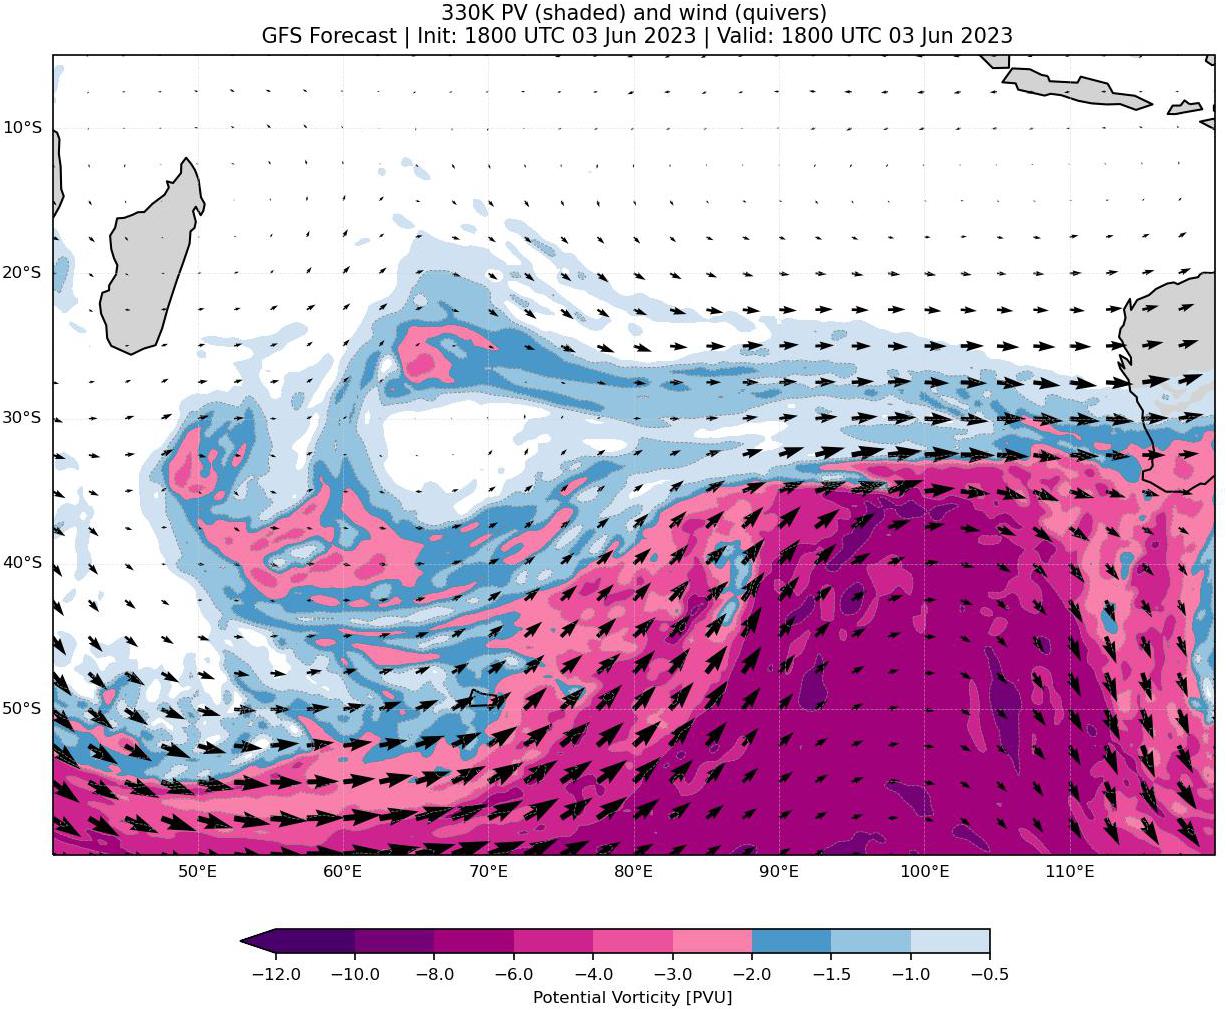 330K PV (shaded) and wind (quivers)
GFS Forecast | Init: 1800 UTC 03 Jun 2023 | Valid: 1800 UTC 03 Jun 2023
10°S
20°S
30°S
40°S
50°S
50°E 60°E 70°E 80°E 90°E 100°E 110°E
−12.0 −10.0 −8.0 −6.0 −4.0 −3.0 −2.0 −1.5 −1.0 −0.5
Potential Vorticity [PVU]